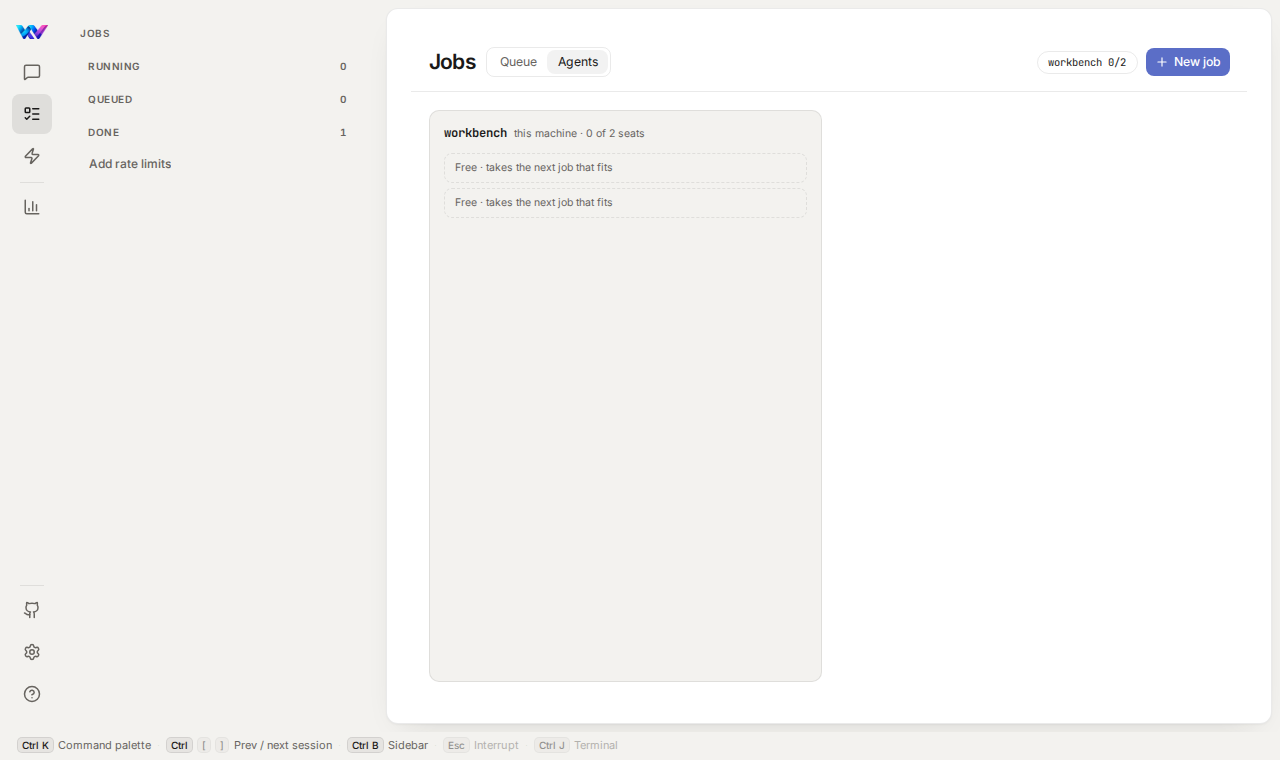 JOBS
RUNNING 0
QUEUED 0
DONE 1
Add rate limits
Jobs Queue Agents workbench 0/2 New job
workbench this machine · 0 of 2 seats
Free · takes the next job that fits
Free · takes the next job that fits
Ctrl K Command palette Ctrl [ ] Prev / next session Ctrl B Sidebar Esc Interrupt Ctrl J Terminal